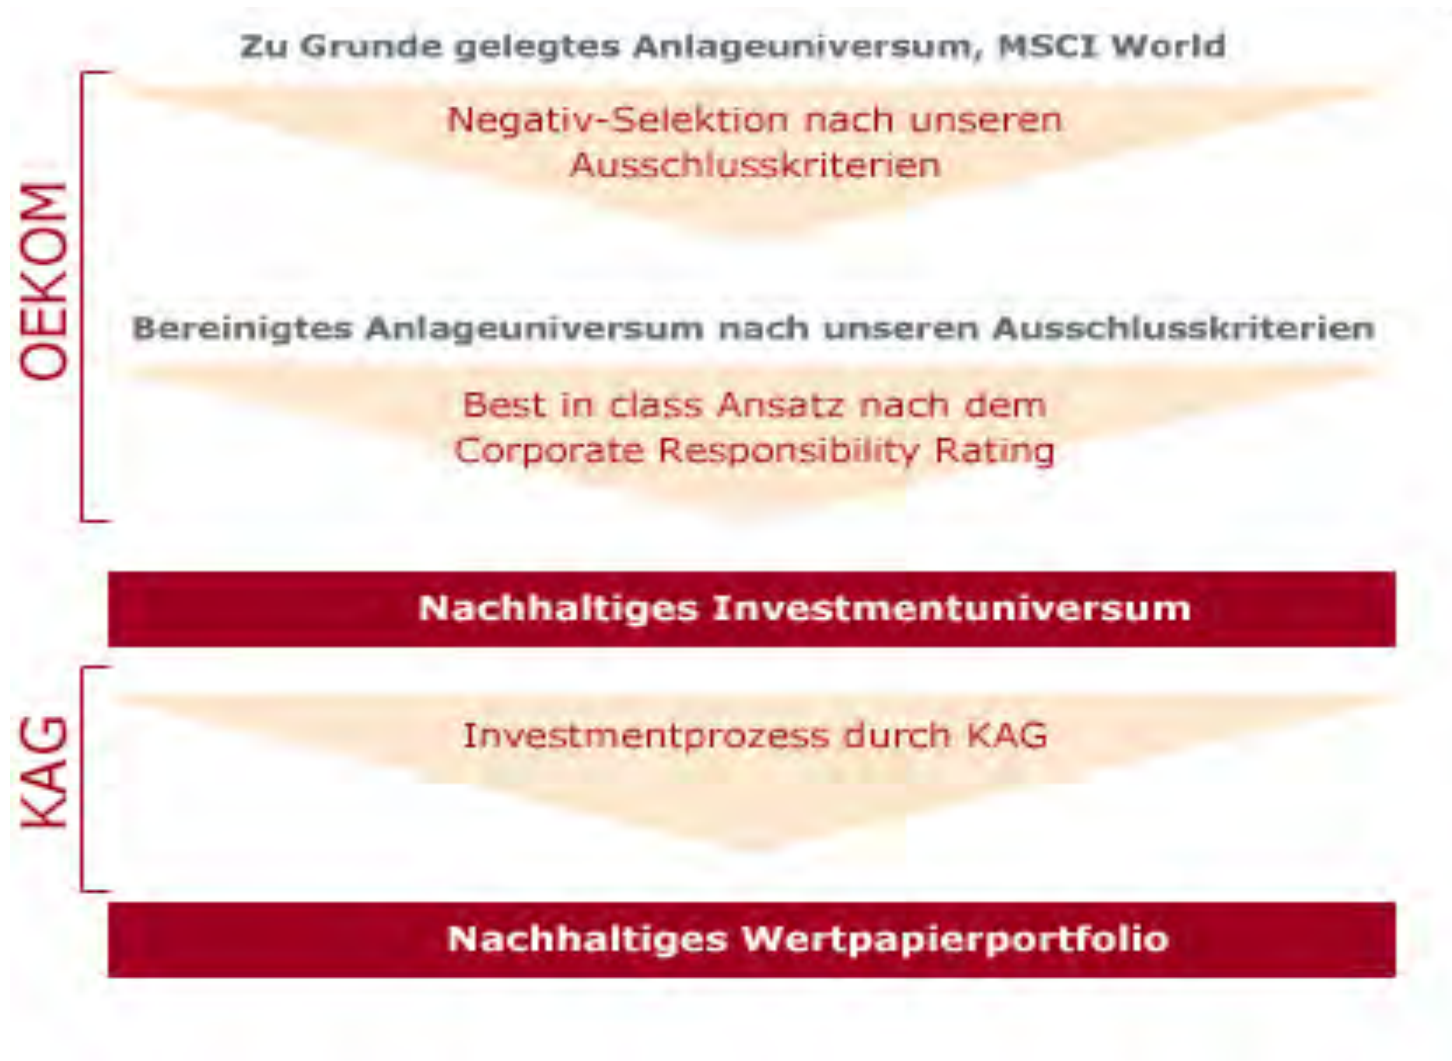 Zu Grunde gelegtes Anlageuniversum, MSCI World
Negativ-Selektion nach unseren
Ausschlusskriterien
OEKOM
Bereinigtes Anlageuniversum nach unseren Ausschlusskriterien
Best in class Ansatz nach dem
Corporate Responsibility Rating
Nachhaltiges Investmentuniversum
KAG
Investmentprozess durch KAG
Nachhaltiges Wertpapierportfolio